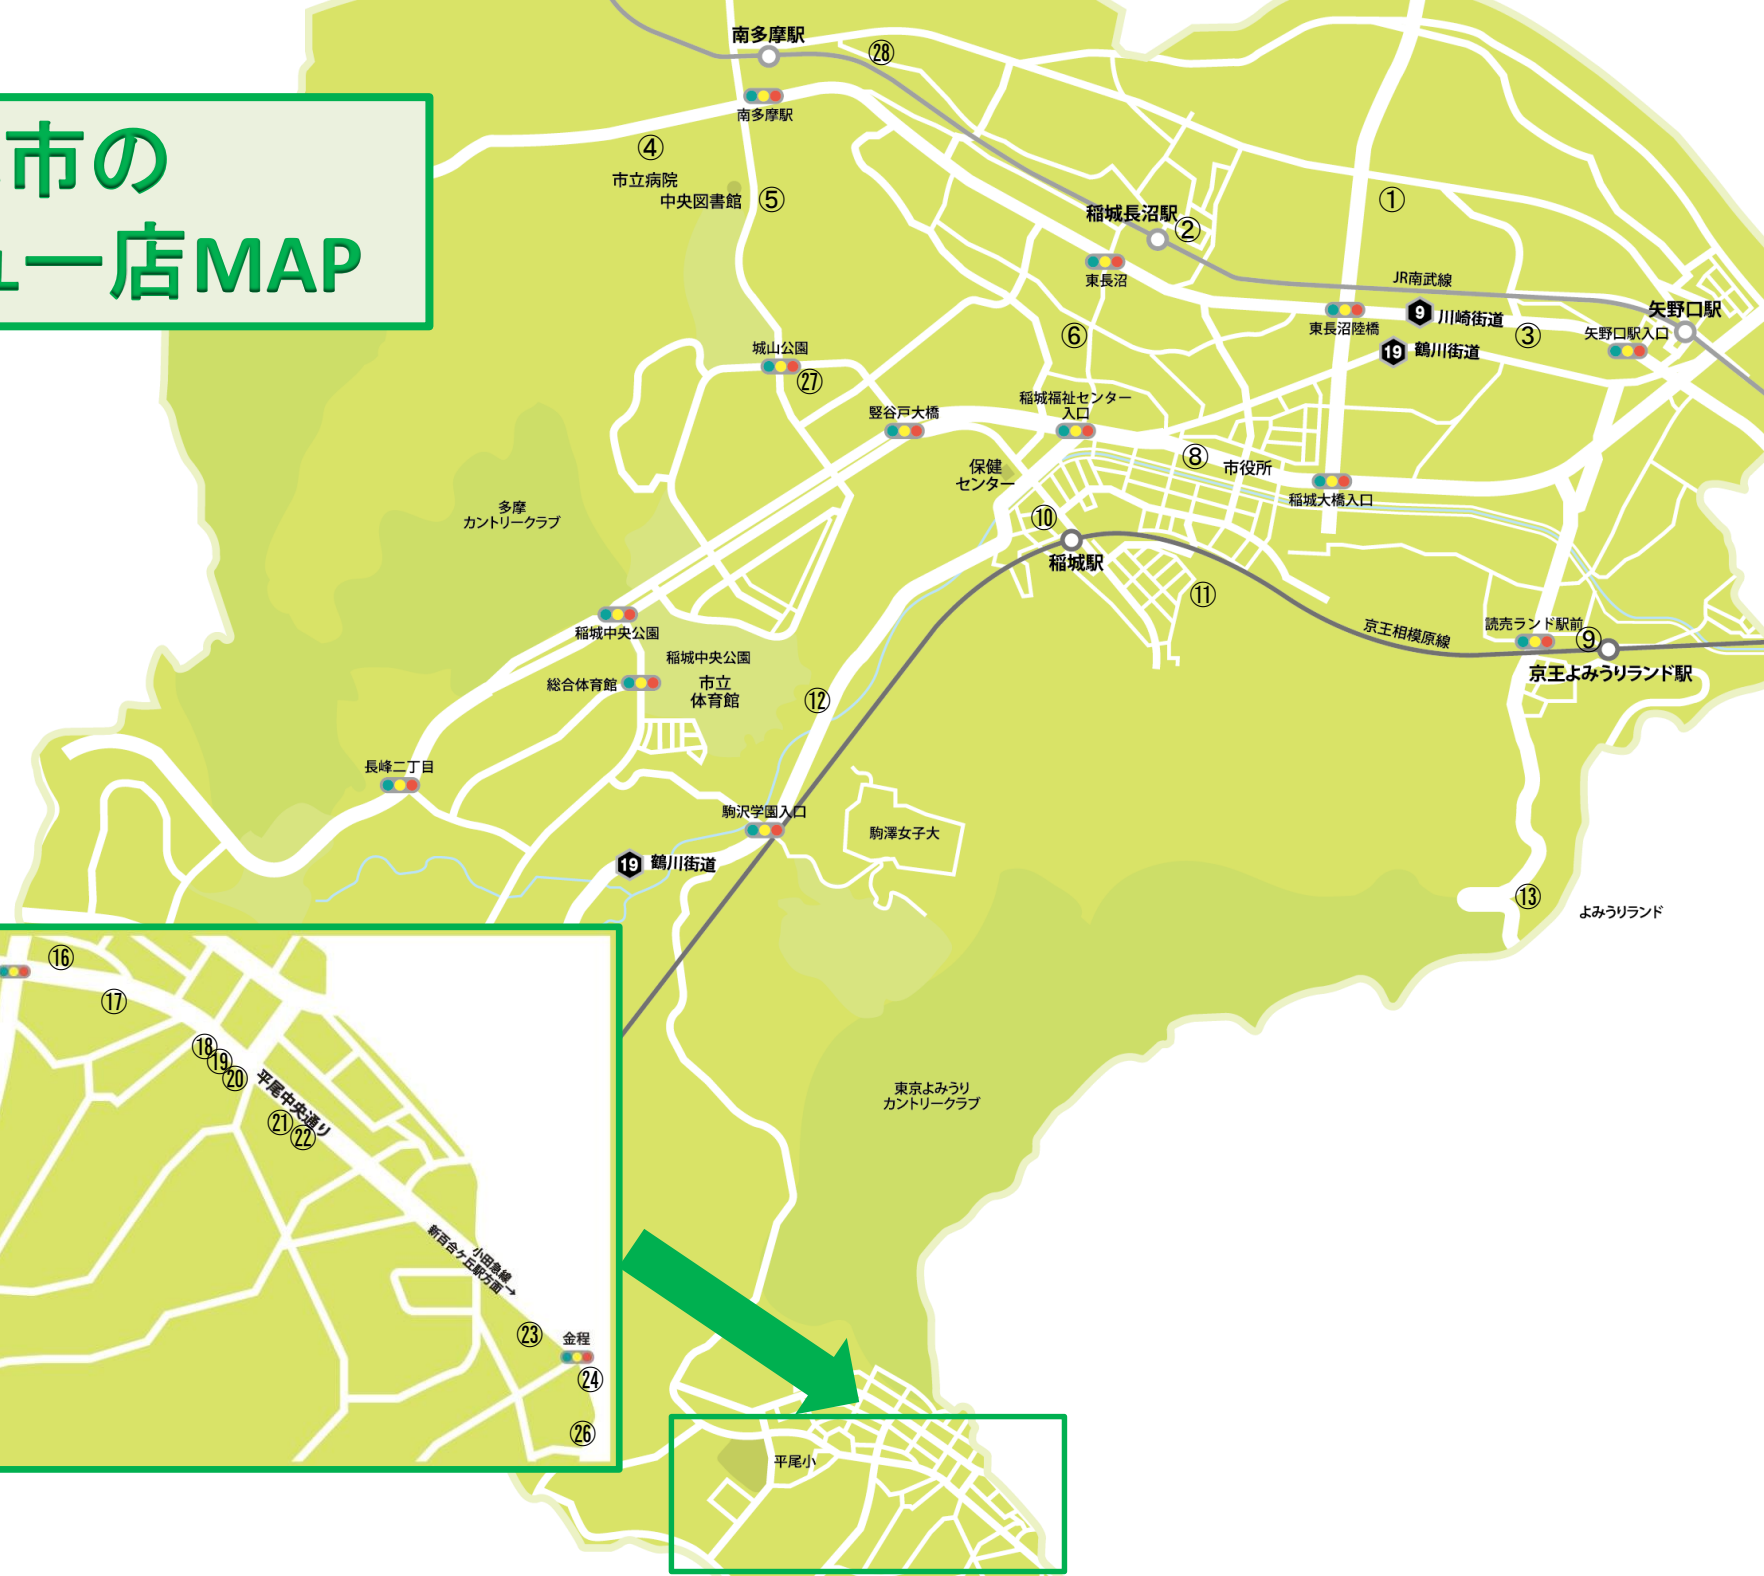 市の
ュー店MAP
南多摩駅
㉘
南多摩駅
④
市立病院
中央図書館
⑤
①
稲城長沼駅
②
東長沼
JR南武線
矢野口駅
東長沼陸橋
9
川崎街道
③
矢野口駅入口
19
鶴川街道
⑥
城山公園
㉗
竪谷戸大橋
稲城福祉センター
入口
保健
センター
⑧
市役所
稲城大橋入口
多摩
カントリークラブ
⑩
稲城駅
⑪
稲城中央公園
稲城中央公園
総合体育館
市立
体育館
⑫
京王相模原線
読売ランド駅前
⑨
京王よみうりランド駅
長峰二丁目
駒沢学園入口
駒澤女子大
19
鶴川街道
⑬
よみうりランド
⑯
⑰
⑱
⑲
⑳
平尾中央通り
㉑
㉒
小田急線
新百合ケ丘駅方面→
㉓
金程
㉔
㉖
東京よみうり
カントリークラブ
平尾小